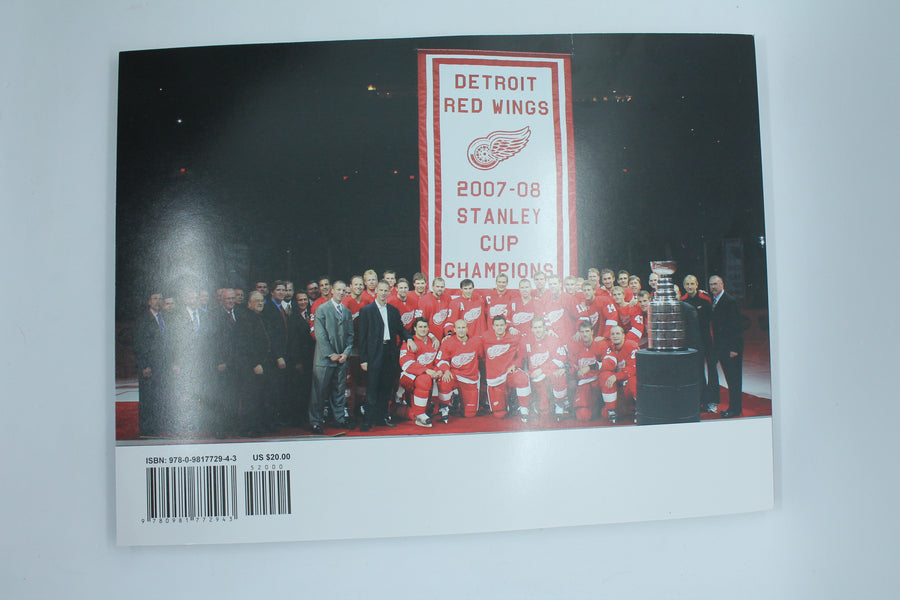 DETROIT
RED WINGS
2007-08
STANLEY
CUP
CHAMPIONS
ISBN: 978-0-9817729-4-3 US $20.00
52000
9 780981 772943